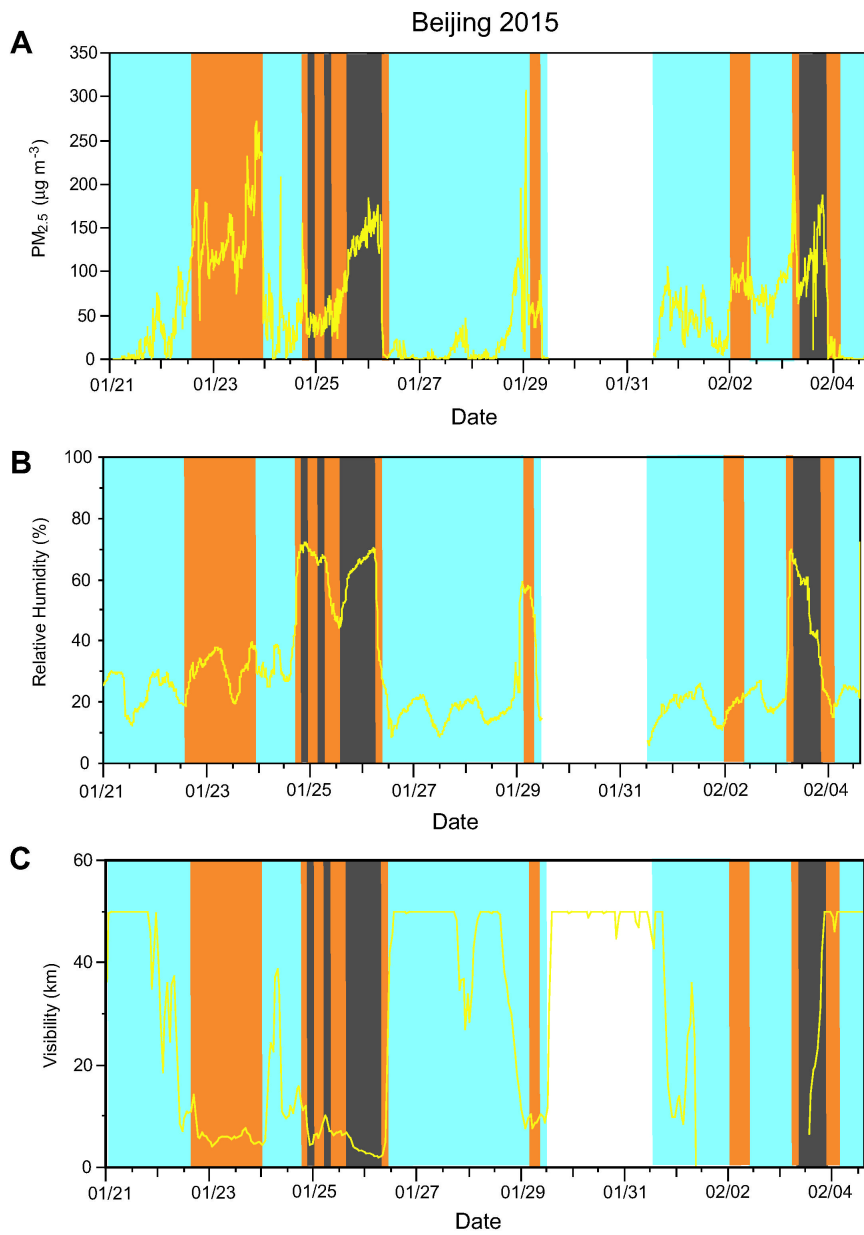 Beijing 2015
A
350
300
250
200
150
100
50
0
PM2.5 (µg m-3)
01/21 01/23 01/25 01/27 01/29 01/31 02/02 02/04
Date
B
100
80
60
40
20
0
Relative Humidity (%)
01/21 01/23 01/25 01/27 01/29 01/31 02/02 02/04
Date
C
60
40
20
0
Visibility (km)
01/21 01/23 01/25 01/27 01/29 01/31 02/02 02/04
Date